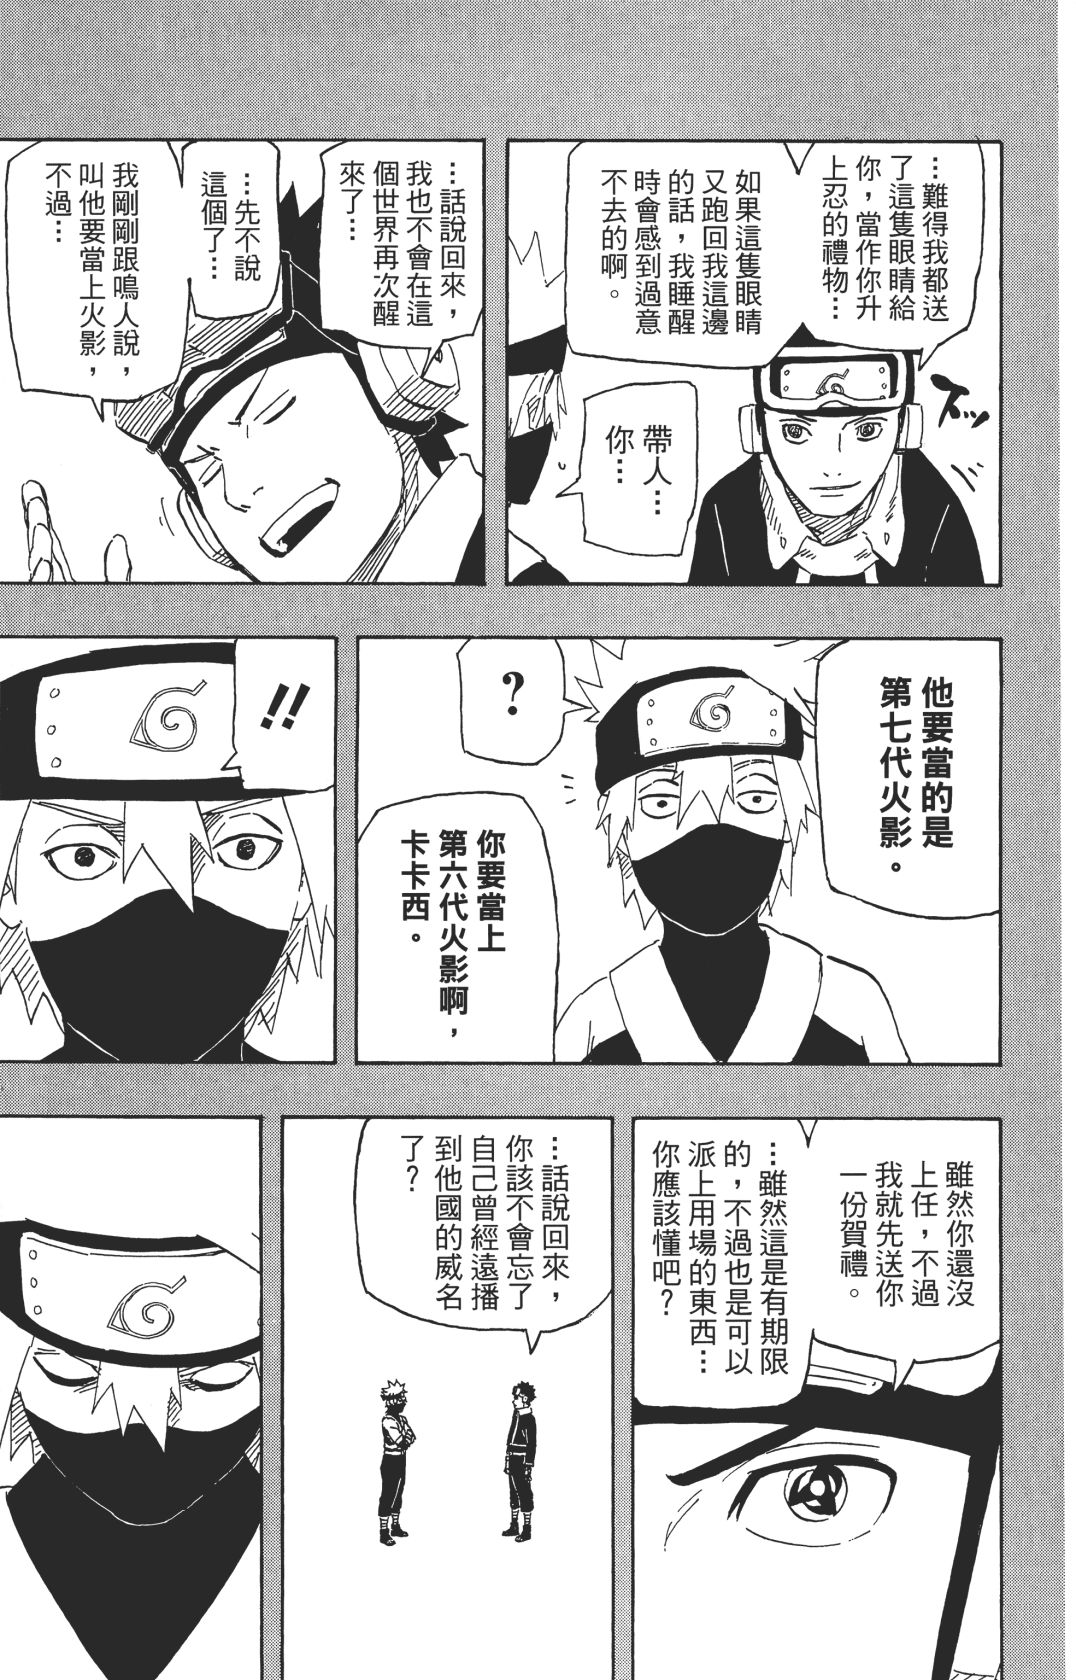 …難得我都送
了這隻眼睛給
你，當作你升
上忍的禮物…
如果這隻眼睛
又跑回我這邊
的話，我睡醒
時會感到過意
不去的啊。
帶人…
你…
…話說回來，
我也不會在這
個世界再次醒
來了…
…先不說
這個了…
我剛剛跟鳴人說，
叫他要當上火影，
不過…
他要當的是
第七代火影。
？
你要當上
第六代火影啊，
卡卡西。
!!
雖然你還沒
上任，不過
我就先送你
一份賀禮。
…雖然這是有期限
的，不過也是可以
派上用場的東西…
你應該懂吧？
…話說回來，
你該不會忘了
自己曾經遠播
到他國的威名
了？